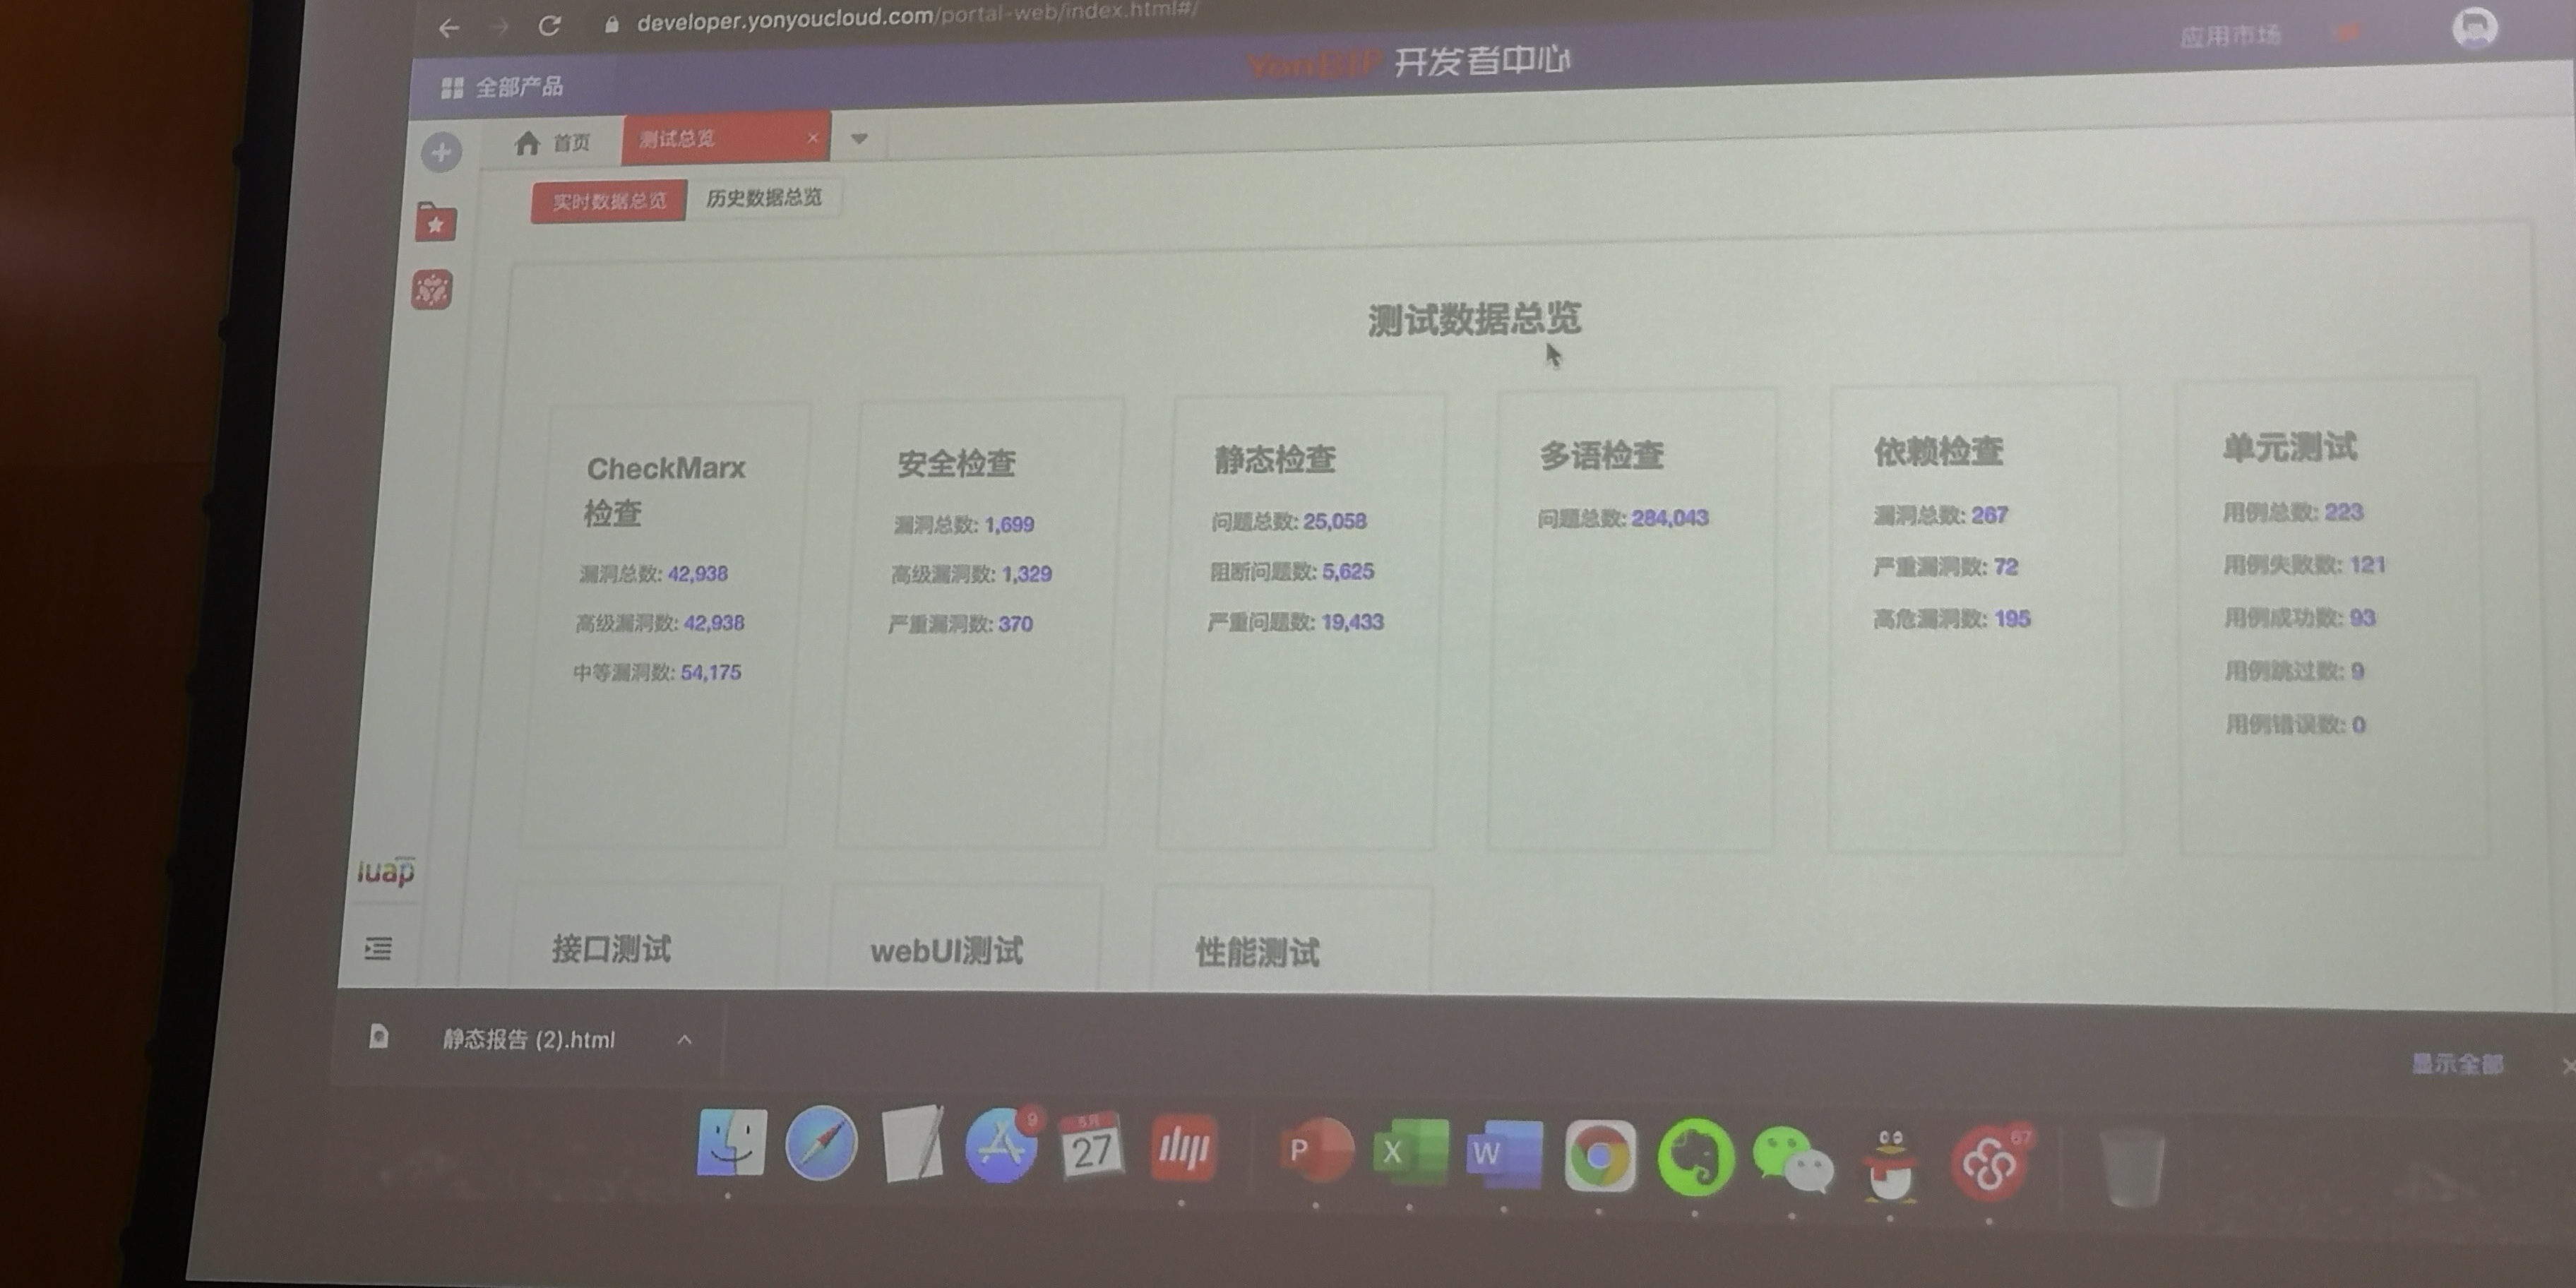 developer.yonyoucloud.com/portal-web/index.html#/
全部产品
YonBIP 开发者中心
应用市场
首页
测试总览
实时数据总览
历史数据总览
测试数据总览
CheckMarx
检查
漏洞总数: 42,938
高级漏洞数: 42,938
中等漏洞数: 54,175
安全检查
漏洞总数: 1,699
高级漏洞数: 1,329
严重漏洞数: 370
静态检查
问题总数: 25,058
阻断问题数: 5,625
严重问题数: 19,433
多语检查
问题总数: 284,043
依赖检查
漏洞总数: 267
严重漏洞数: 72
高危漏洞数: 195
单元测试
用例总数: 223
用例失败数: 121
用例成功数: 93
用例跳过数: 9
用例错误数: 0
接口测试
webUI测试
性能测试
iuap
静态报告 (2).html
显示全部
9
27
P
X
W
67